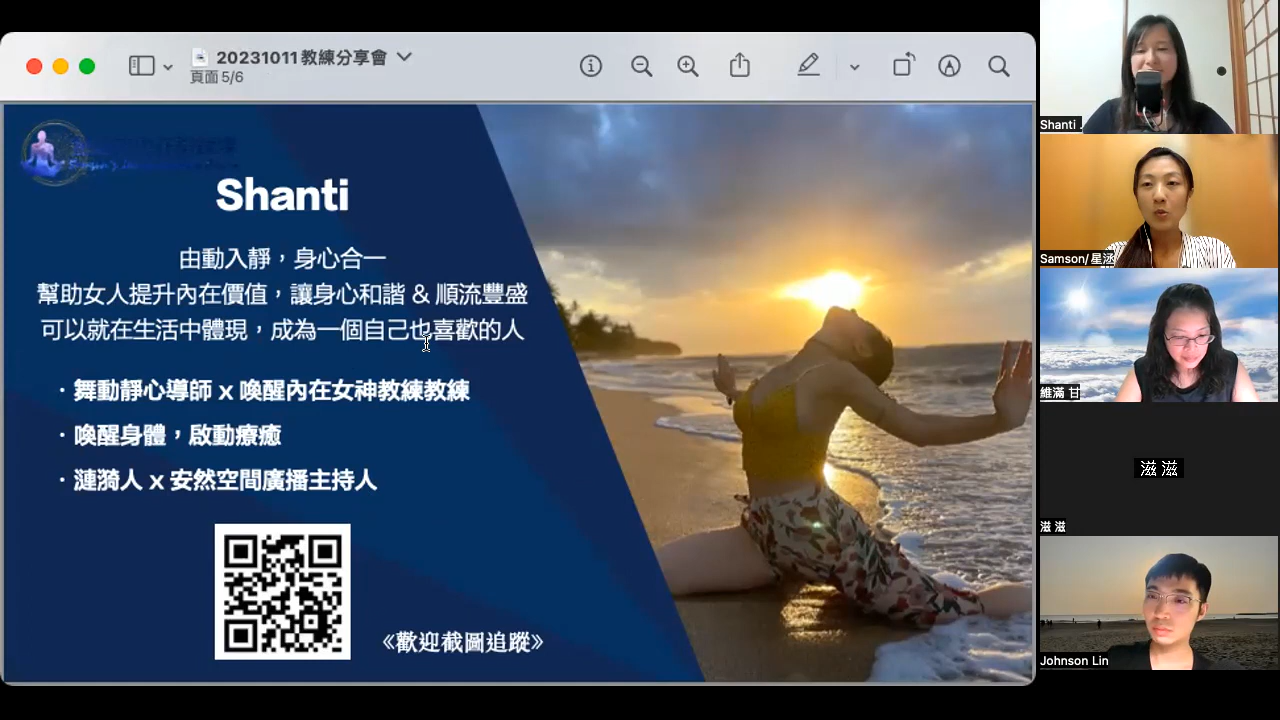 20231011教練分享會
頁面 5/6
Shanti
由動入靜，身心合一
幫助女人提升內在價值，讓身心和諧 & 順流豐盛
可以就在生活中體現，成為一個自己也喜歡的人
· 舞動靜心導師 x 喚醒內在女神教練教練
· 喚醒身體，啟動療癒
· 漣漪人 x 安然空間廣播主持人
《歡迎截圖追蹤》
Shanti .
Samson/星泳
維滿 甘
滋 滋
滋 滋
Johnson Lin